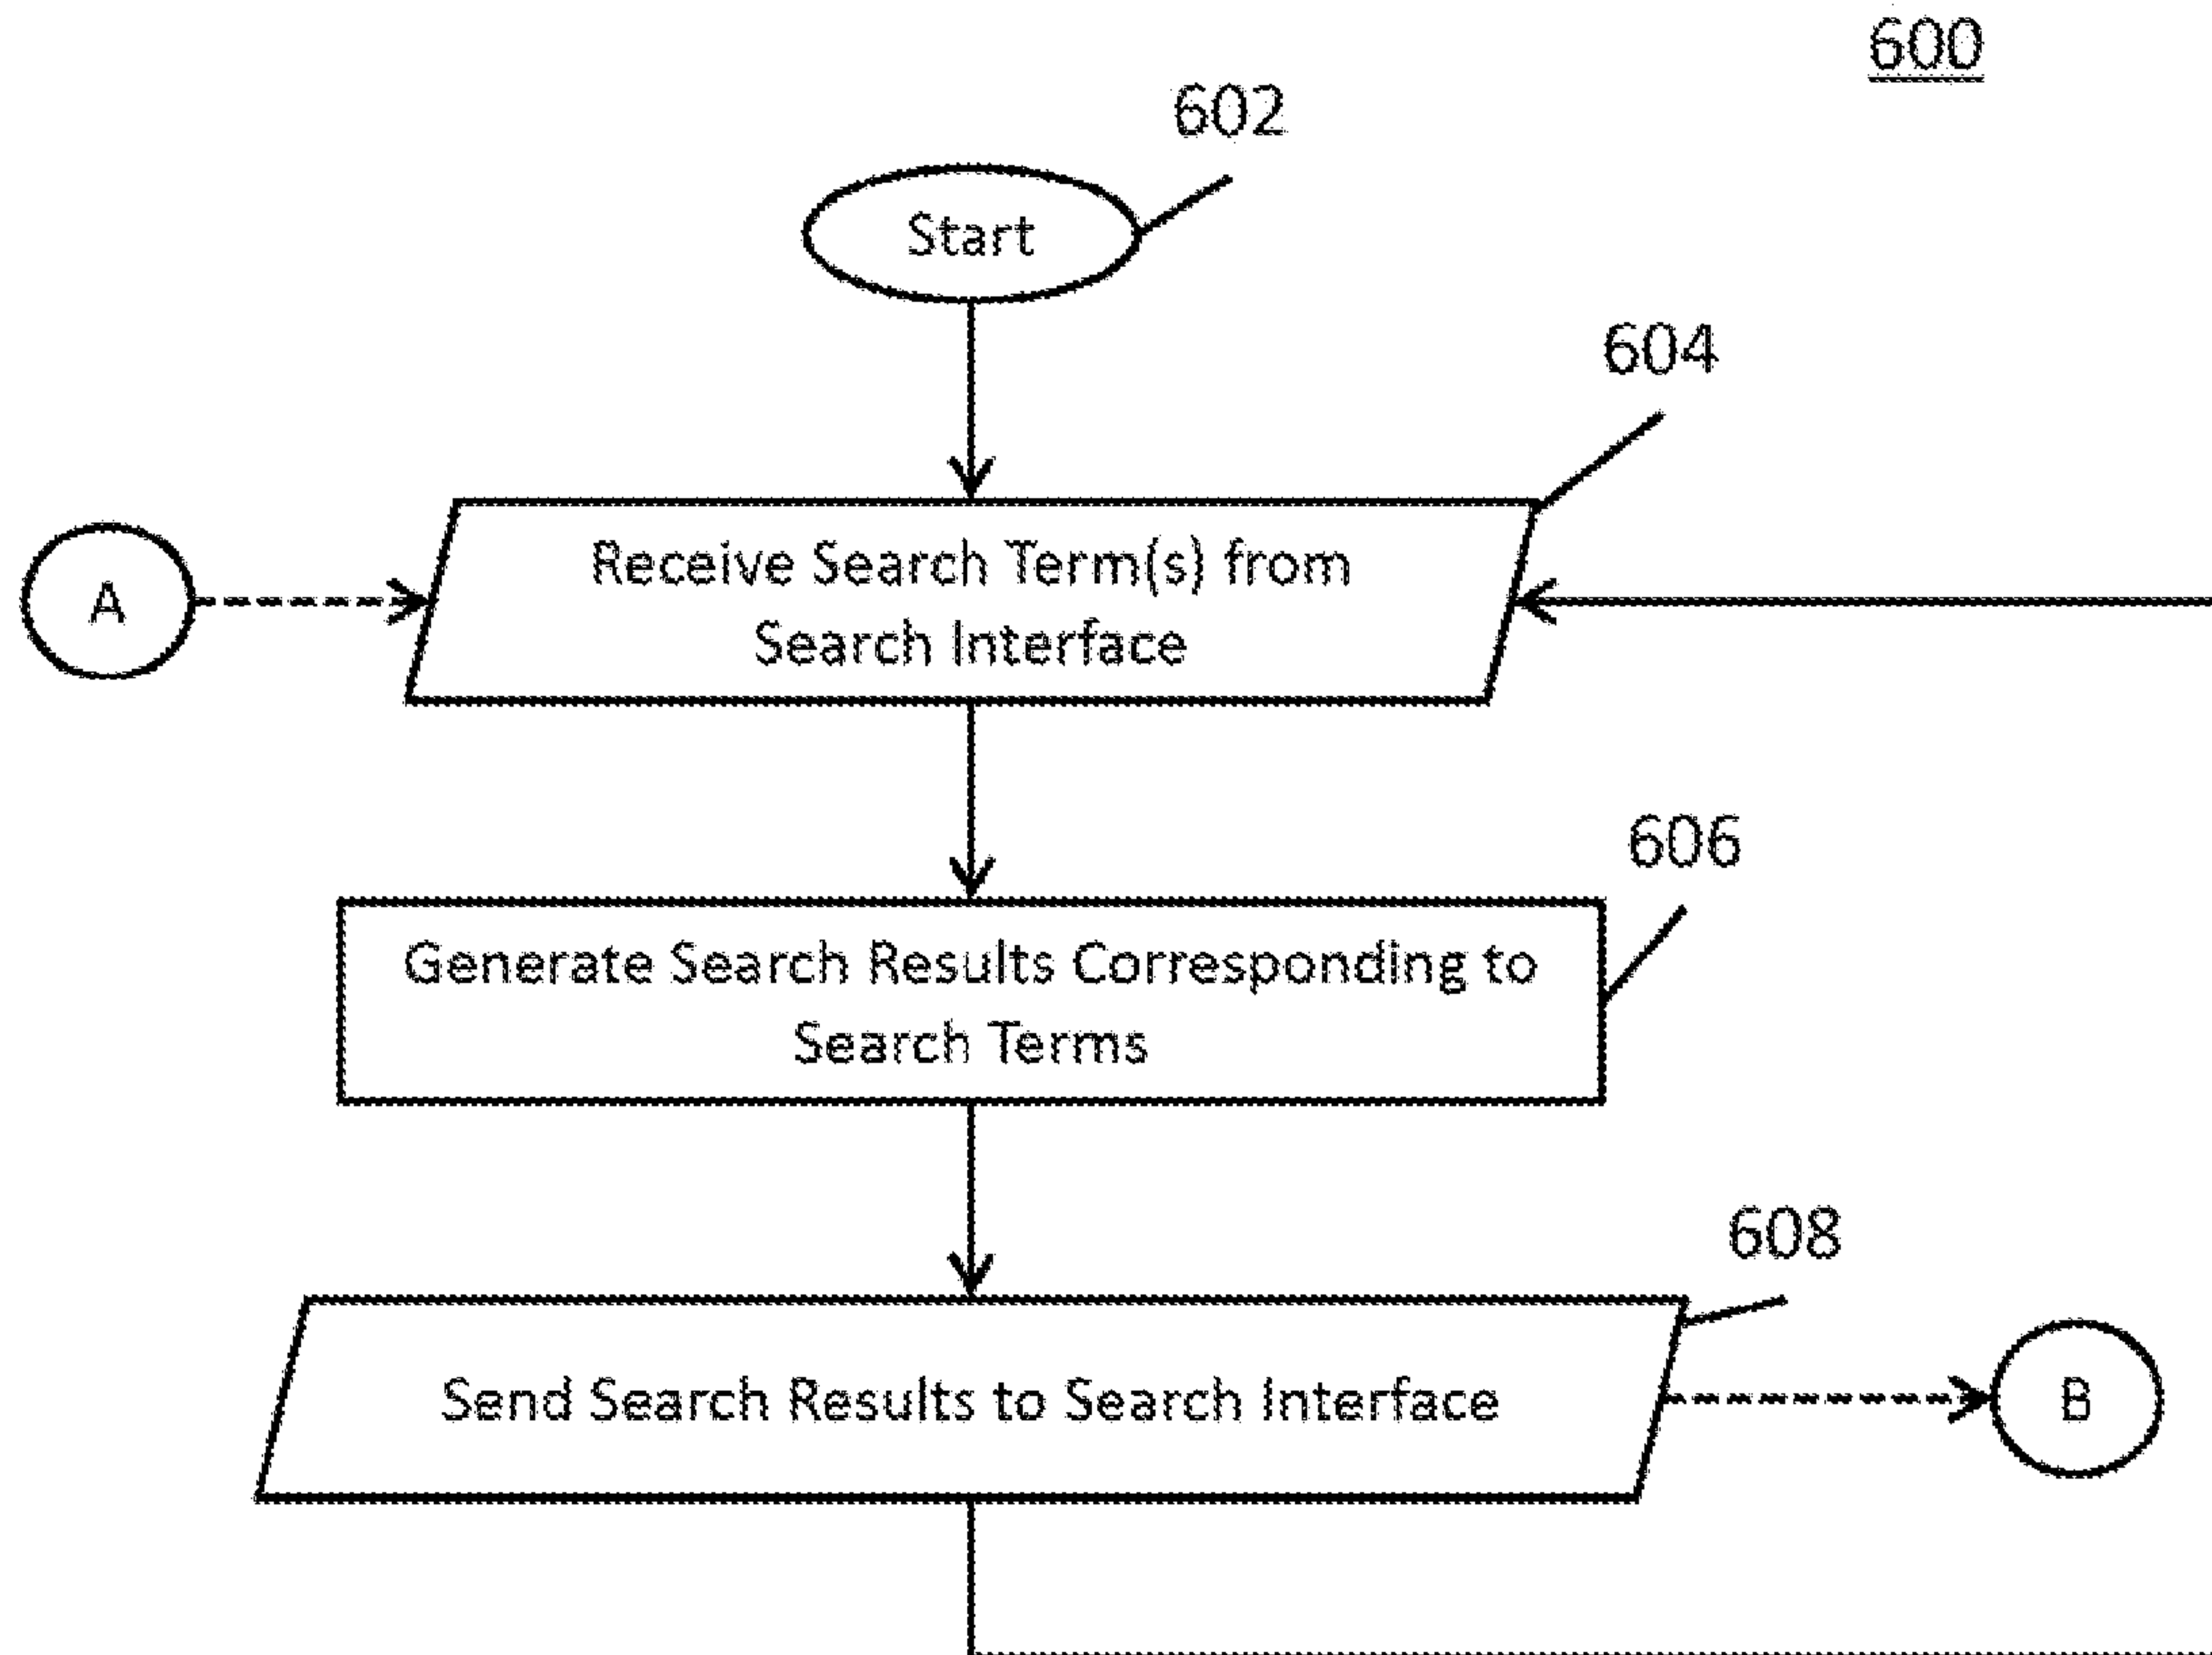 600
602
Start
604
Receive Search Term(s) from
Search Interface
A
606
Generate Search Results Corresponding to
Search Terms
608
Send Search Results to Search Interface
B